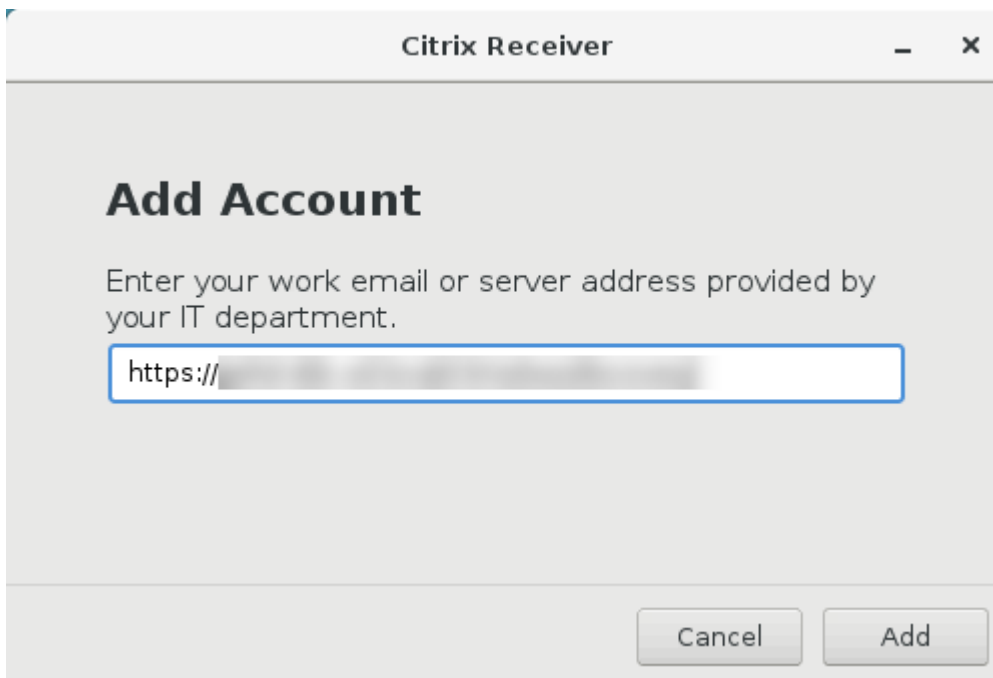 Citrix Receiver
Add Account
Enter your work email or server address provided by
your IT department.
https://
Cancel
Add